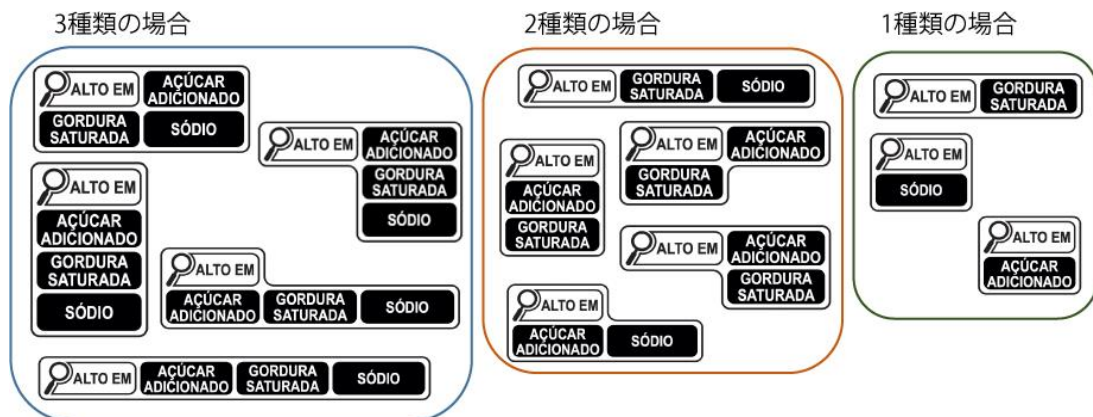 3種類の場合
ALTO EM
AÇÚCAR
ADICIONADO
GORDURA
SATURADA
SÓDIO
ALTO EM
AÇÚCAR
ADICIONADO
GORDURA
SATURADA
SÓDIO
ALTO EM
AÇÚCAR
ADICIONADO
GORDURA
SATURADA
SÓDIO
ALTO EM
AÇÚCAR
ADICIONADO
GORDURA
SATURADA
SÓDIO
ALTO EM
AÇÚCAR
ADICIONADO
GORDURA
SATURADA
SÓDIO
2種類の場合
ALTO EM
GORDURA
SATURADA
SÓDIO
ALTO EM
AÇÚCAR
ADICIONADO
GORDURA
SATURADA
ALTO EM
AÇÚCAR
ADICIONADO
GORDURA
SATURADA
ALTO EM
AÇÚCAR
ADICIONADO
GORDURA
SATURADA
ALTO EM
AÇÚCAR
ADICIONADO
SÓDIO
1種類の場合
ALTO EM
GORDURA
SATURADA
ALTO EM
SÓDIO
ALTO EM
AÇÚCAR
ADICIONADO